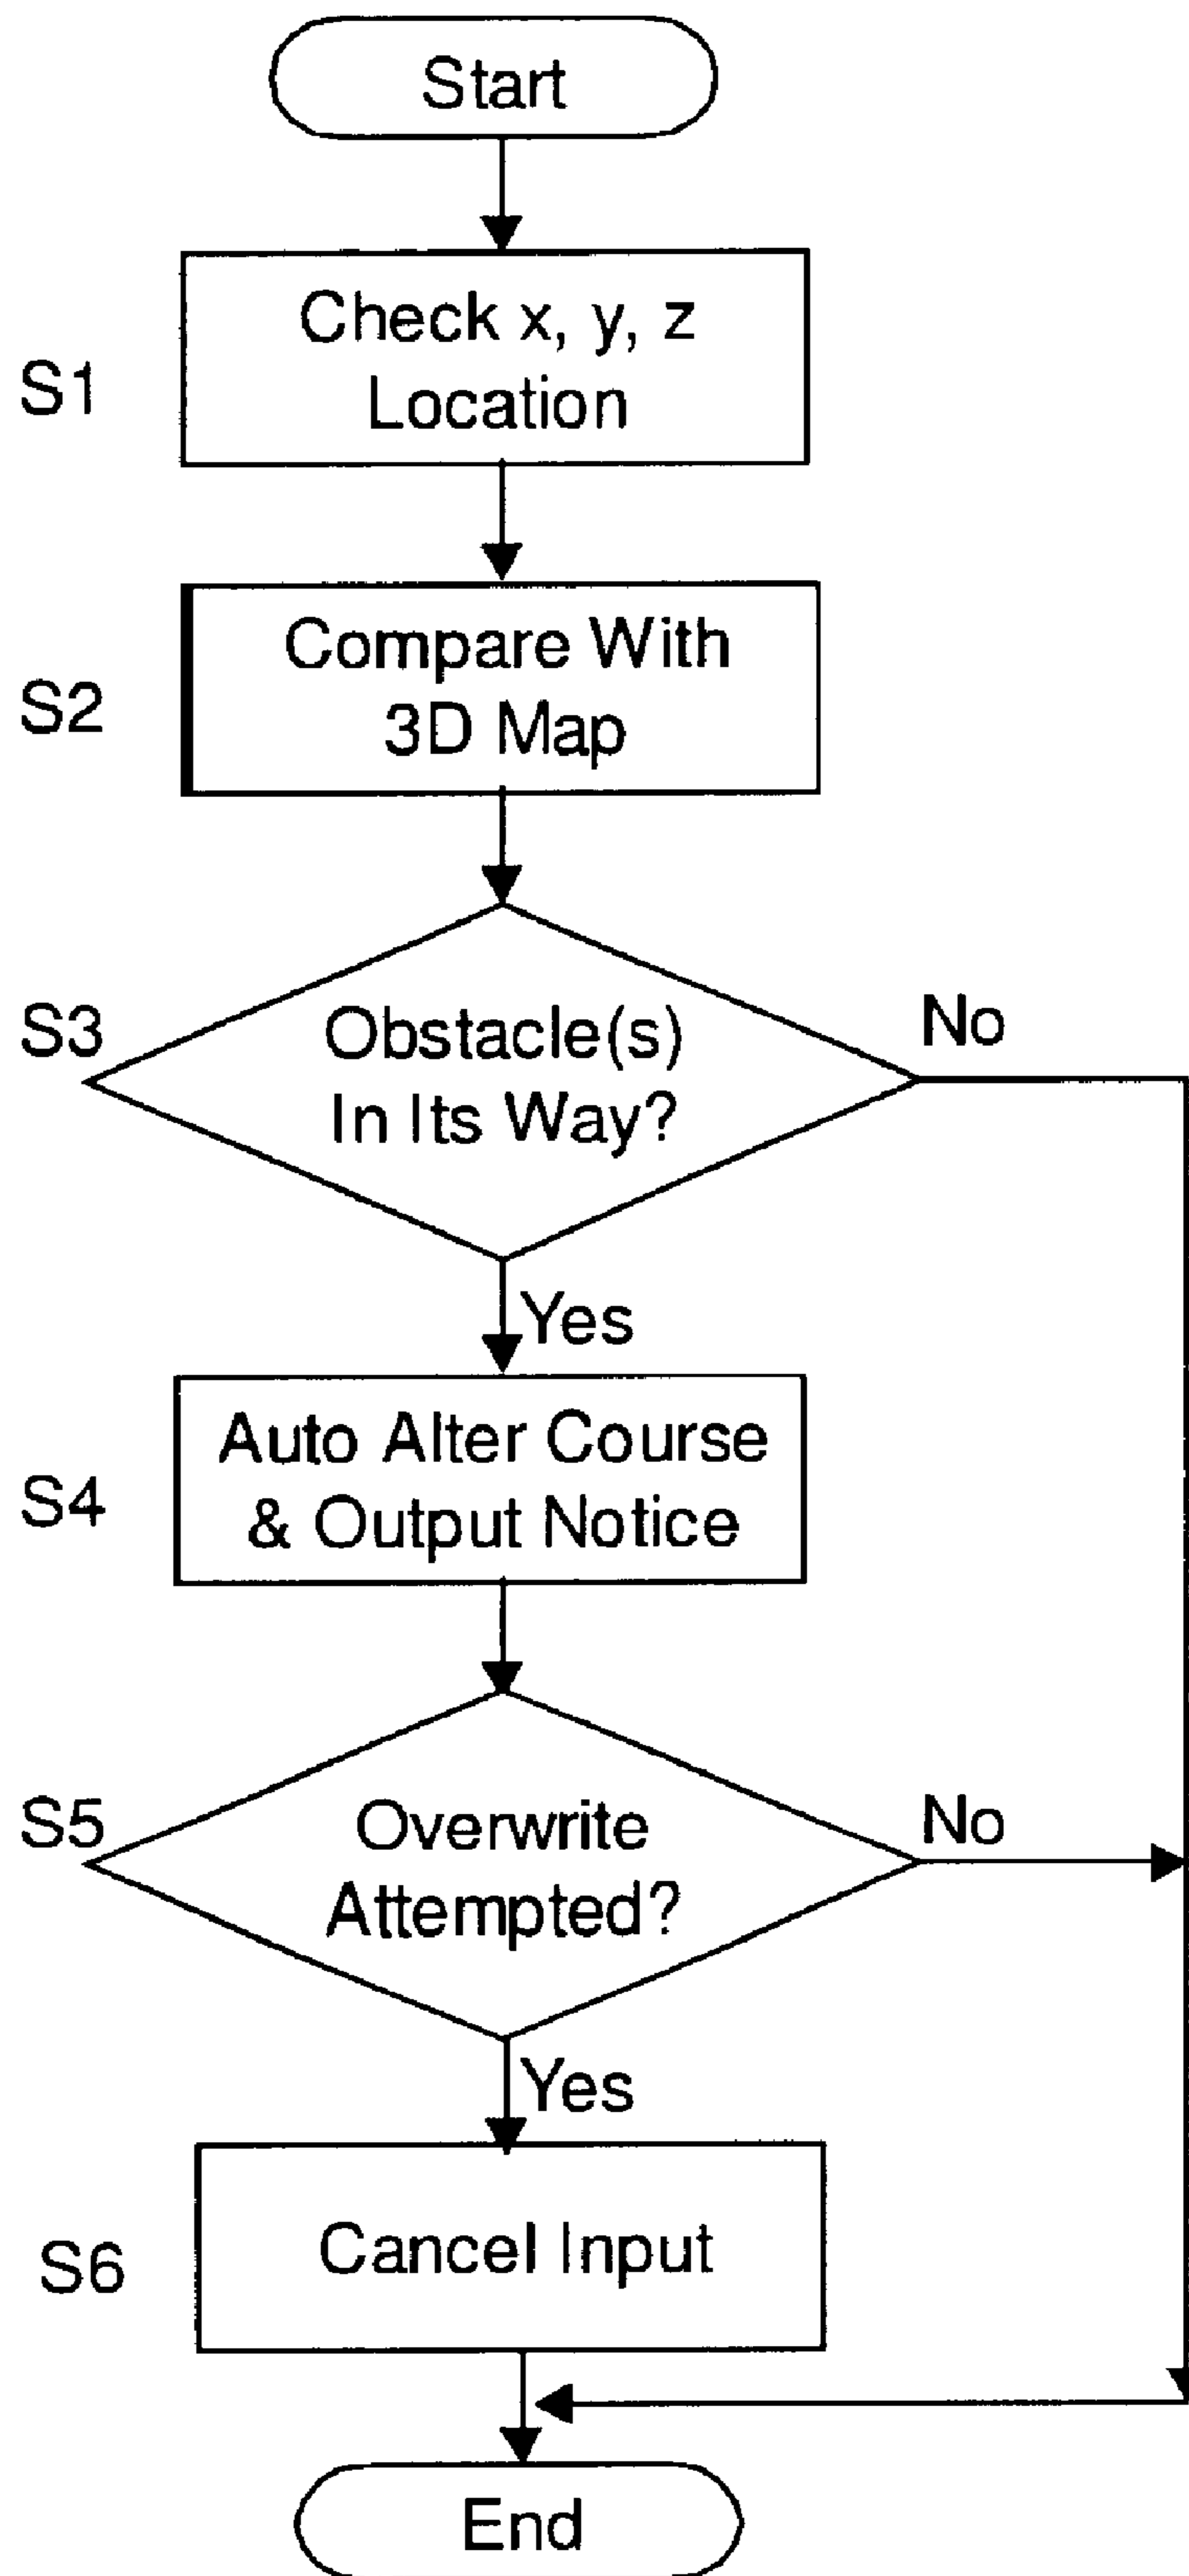 Start
S1
Check x, y, z
Location
S2
Compare With
3D Map
S3
Obstacle(s)
In Its Way?
No
Yes
S4
Auto Alter Course
& Output Notice
S5
Overwrite
Attempted?
No
Yes
S6
Cancel Input
End